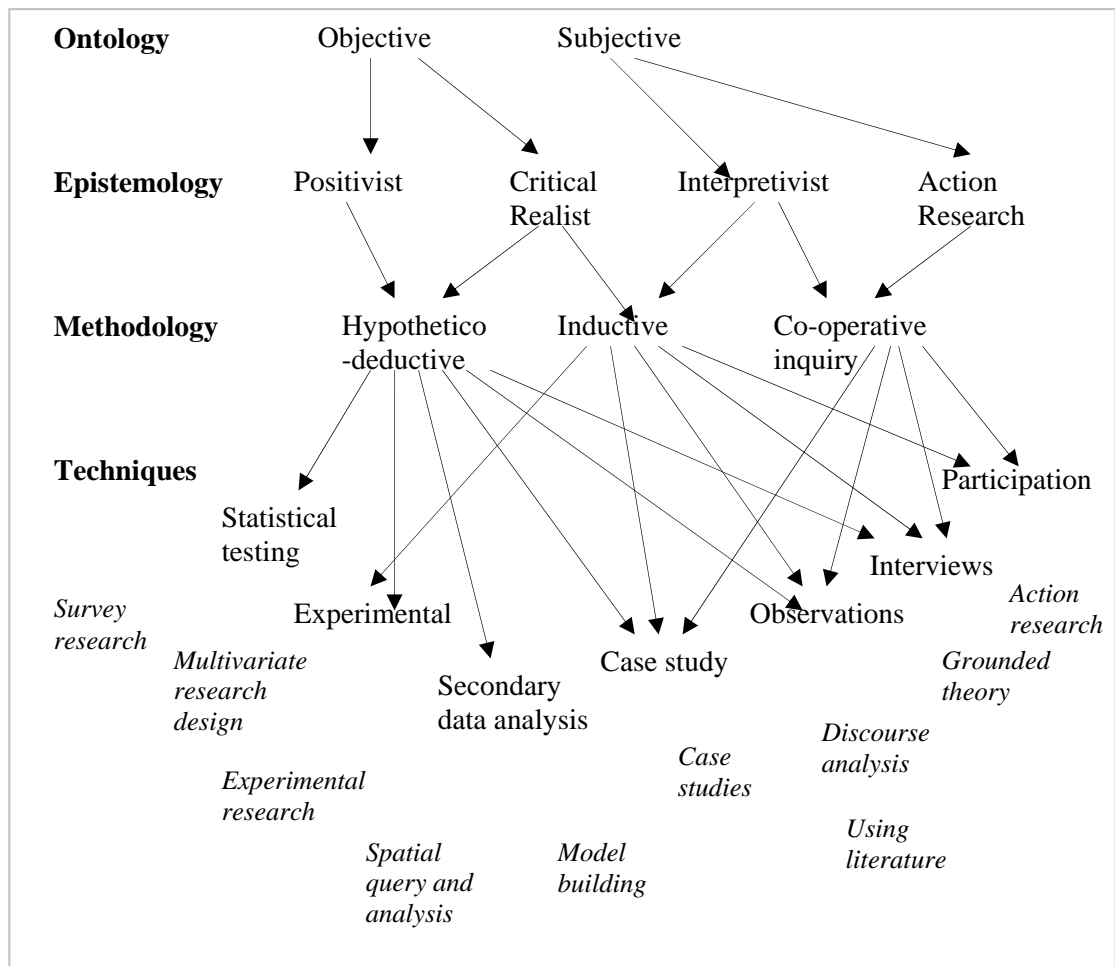 Ontology Objective Subjective
Epistemology Positivist Critical Realist Interpretivist Action Research
Methodology Hypothetico
-deductive
Inductive
Co-operative
inquiry
Techniques
Participation
Statistical
testing
Interviews
Survey
research
Experimental
Observations
Action
research
Multivariate
research
design
Case study
Grounded
theory
Secondary
data analysis
Discourse
analysis
Case
studies
Experimental
research
Using
literature
Spatial
query and
analysis
Model
building